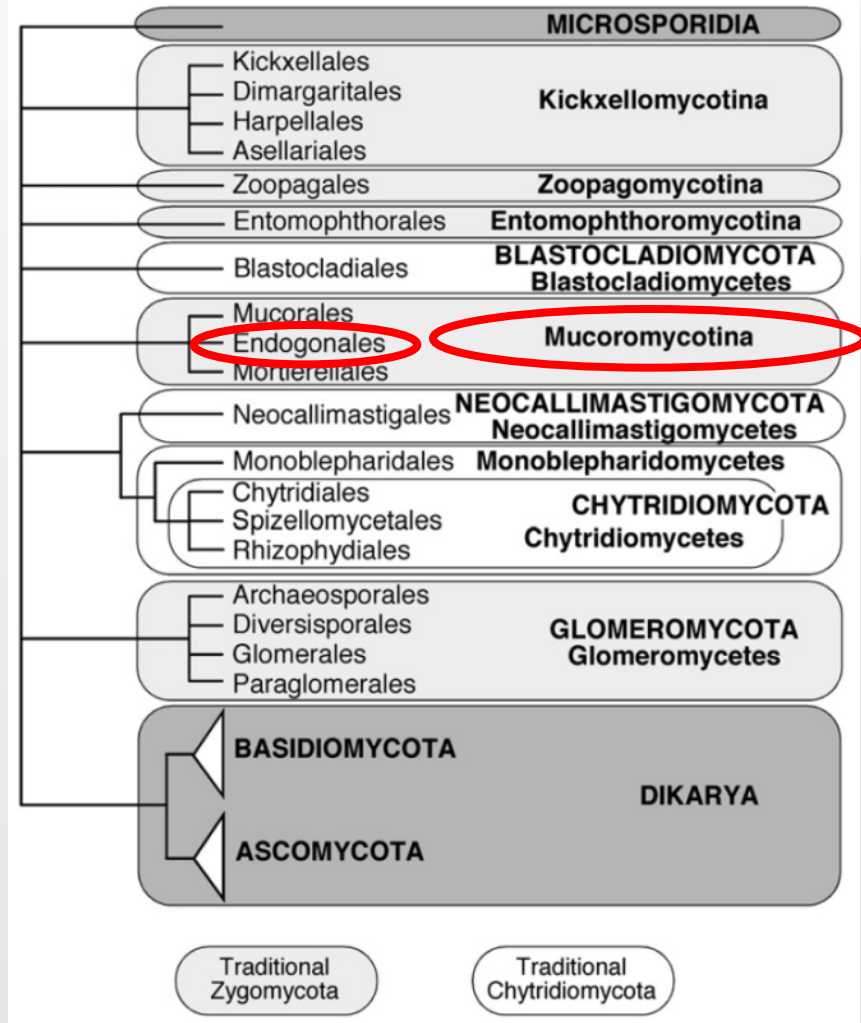 MICROSPORIDIA
Kickxellales
Dimargaritales
Kickxellomycotina
Harpellales
Asellariales
Zoopagales Zoopagomycotina
Entomophthorales Entomophthoromycotina
BLASTOCLADIOMYCOTA
Blastocladiales
Blastocladiomycetes
Mucorales
Endogonales Mucoromycotina
Mortierellales
Neocallimastigales NEOCALLIMASTIGOMYCOTA
Neocallimastigomycetes
Monoblepharidales Monoblepharidomycetes
Chytridiales
CHYTRIDIOMYCOTA
Spizellomycetales
Chytridiomycetes
Rhizophydiales
Archaeosporales
Diversisporales
GLOMEROMYCOTA
Glomerales Glomeromycetes
Paraglomerales
BASIDIOMYCOTA
DIKARYA
ASCOMYCOTA
Traditional
Zygomycota
Traditional
Chytridiomycota